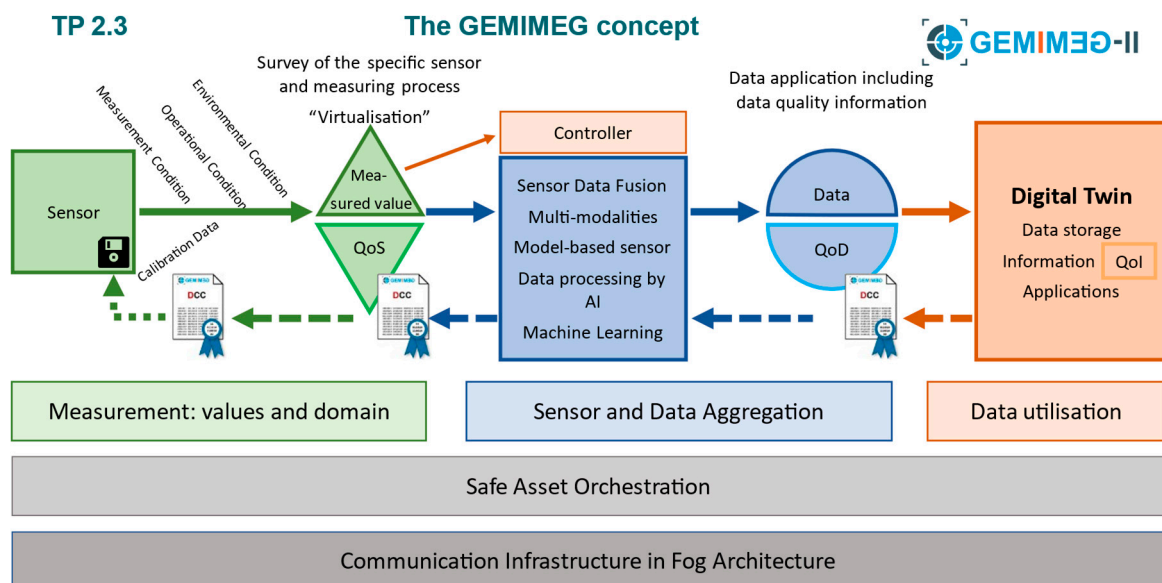 TP 2.3
The GEMIMEG concept
GEMIMEG-II
Survey of the specific sensor
and measuring process
"Virtualisation"
Data application including
data quality information
Measurement Condition
Operational Condition
Environmental Condition
Calibration Data
Sensor
Mea-
sured value
QoS
Controller
Sensor Data Fusion
Multi-modalities
Model-based sensor
Data processing by
AI
Machine Learning
Data
QoD
Digital Twin
Data storage
Information QoI
Applications
GEMIMEG
DCC
GEMIMEG
DCC
GEMIMEG
DCC
Measurement: values and domain
Sensor and Data Aggregation
Data utilisation
Safe Asset Orchestration
Communication Infrastructure in Fog Architecture